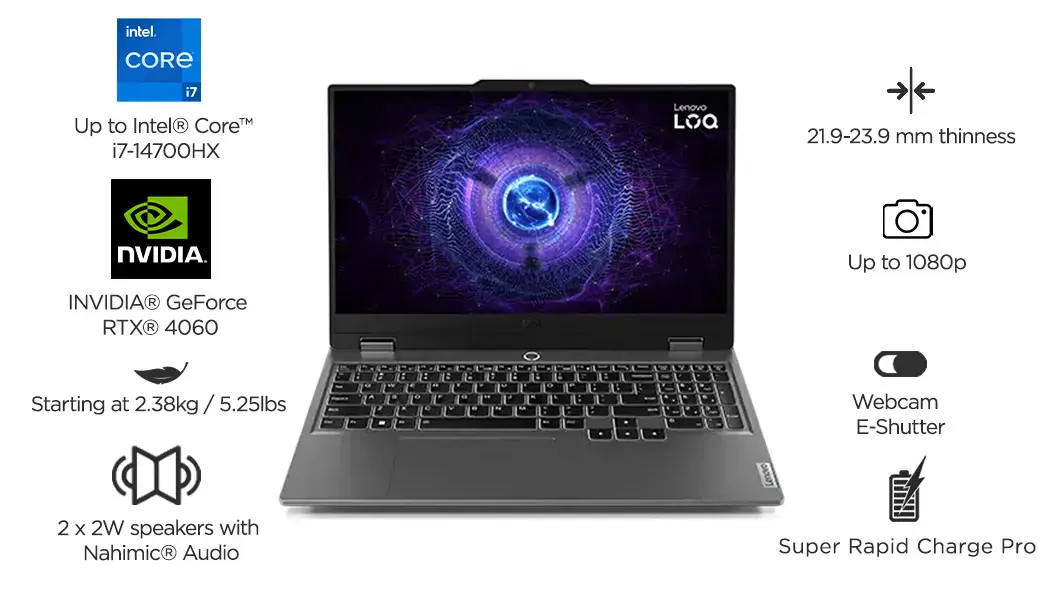 intel.
CORE
i7
Up to Intel® Core™
i7-14700HX
NVIDIA.
INVIDIA® GeForce
RTX® 4060
Starting at 2.38kg / 5.25lbs
2 x 2W speakers with
Nahimic® Audio
Lenovo
LOQ
Lenovo
21.9-23.9 mm thinness
Up to 1080p
Webcam
E-Shutter
Super Rapid Charge Pro